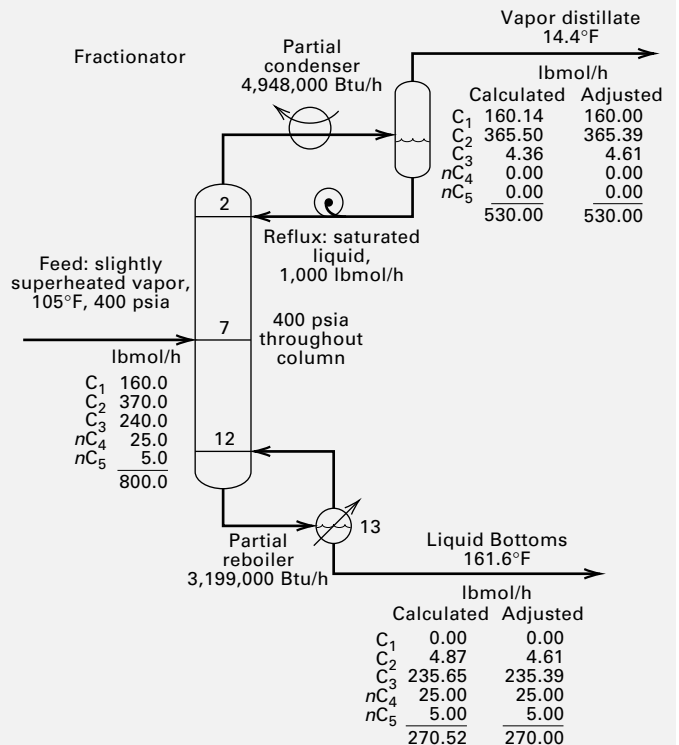 Fractionator
Partial
condenser
4,948,000 Btu/h
Vapor distillate
14.4°F
lbmol/h
Calculated Adjusted
C1 160.14 160.00
C2 365.50 365.39
C3 4.36 4.61
nC4 0.00 0.00
nC5 0.00 0.00
530.00 530.00
2
Reflux: saturated
liquid,
1,000 lbmol/h
Feed: slightly
superheated vapor,
105°F, 400 psia
7
400 psia
throughout
column
lbmol/h
C1 160.0
C2 370.0
C3 240.0
nC4 25.0
nC5 5.0
800.0
12
13
Partial
reboiler
3,199,000 Btu/h
Liquid Bottoms
161.6°F
lbmol/h
Calculated Adjusted
C1 0.00 0.00
C2 4.87 4.61
C3 235.65 235.39
nC4 25.00 25.00
nC5 5.00 5.00
270.52 270.00